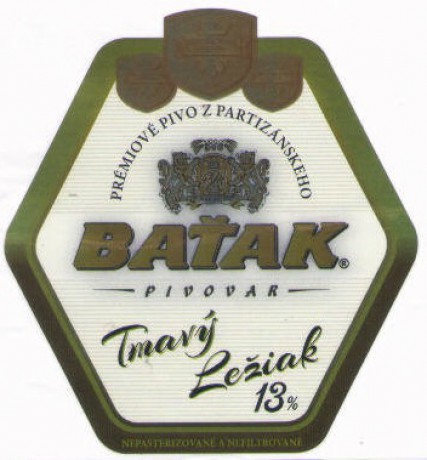 PRÉMIOVÉ PIVO Z PARTIZÁNSKEHO
BAŤAK®
PIVOVAR
Tmavý
Ležiak
13%
NEPASTERIZOVANÉ A NEFILTROVANÉ